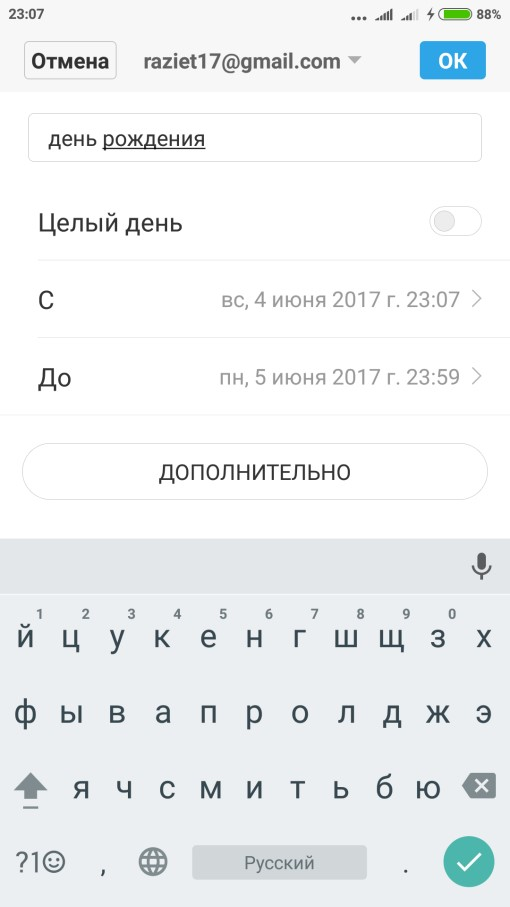 23:07 ... 88%
Отмена raziet17@gmail.com ОК
день рождения
Целый день
С вс, 4 июня 2017 г. 23:07
До пн, 5 июня 2017 г. 23:59
ДОПОЛНИТЕЛЬНО
1 2 3 4 5 6 7 8 9 0
й ц у к е н г ш щ з х
ф ы в а п р о л д ж э
я ч с м и т ь б ю
?1☺ , Русский .